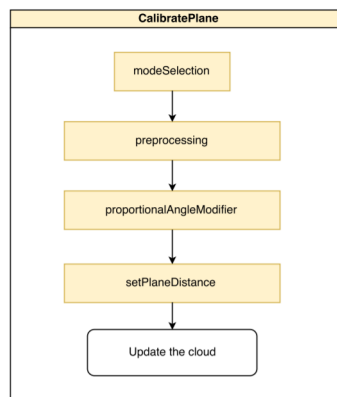 CalibratePlane
modeSelection
preprocessing
proportionalAngleModifier
setPlaneDistance
Update the cloud